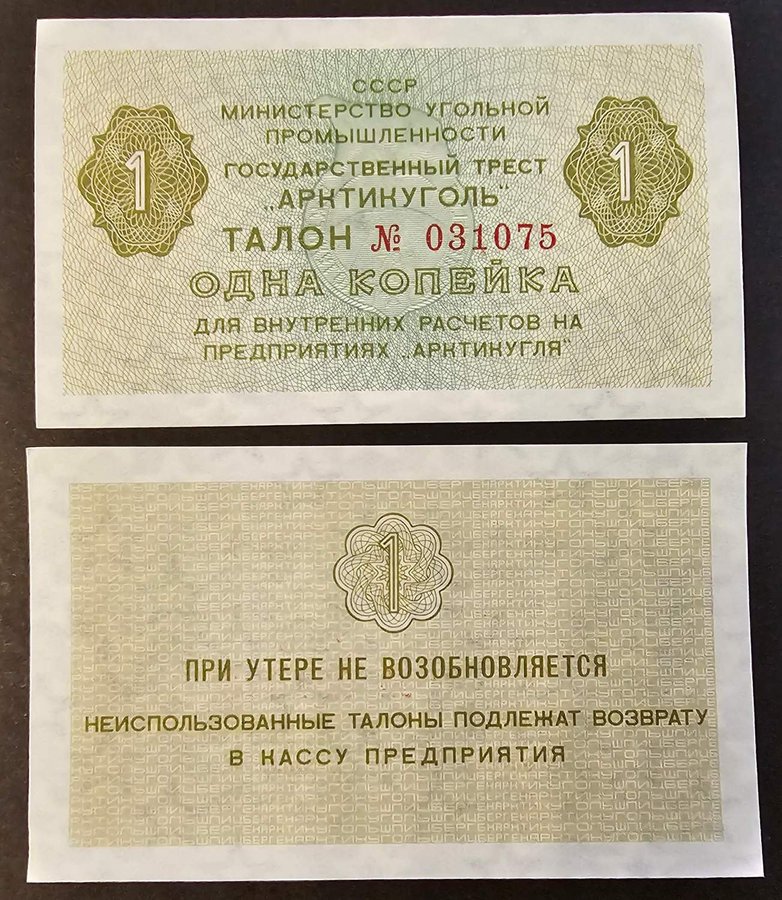 СССР
МИНИСТЕРСТВО УГОЛЬНОЙ
ПРОМЫШЛЕННОСТИ
ГОСУДАРСТВЕННЫЙ ТРЕСТ
„АРКТИКУГОЛЬ"
1
1
ТАЛОН № 031075
ОДНА КОПЕЙКА
ДЛЯ ВНУТРЕННИХ РАСЧЕТОВ НА
ПРЕДПРИЯТИЯХ „АРКТИКУГЛЯ"
1
ПРИ УТЕРЕ НЕ ВОЗОБНОВЛЯЕТСЯ
НЕИСПОЛЬЗОВАННЫЕ ТАЛОНЫ ПОДЛЕЖАТ ВОЗВРАТУ
В КАССУ ПРЕДПРИЯТИЯ